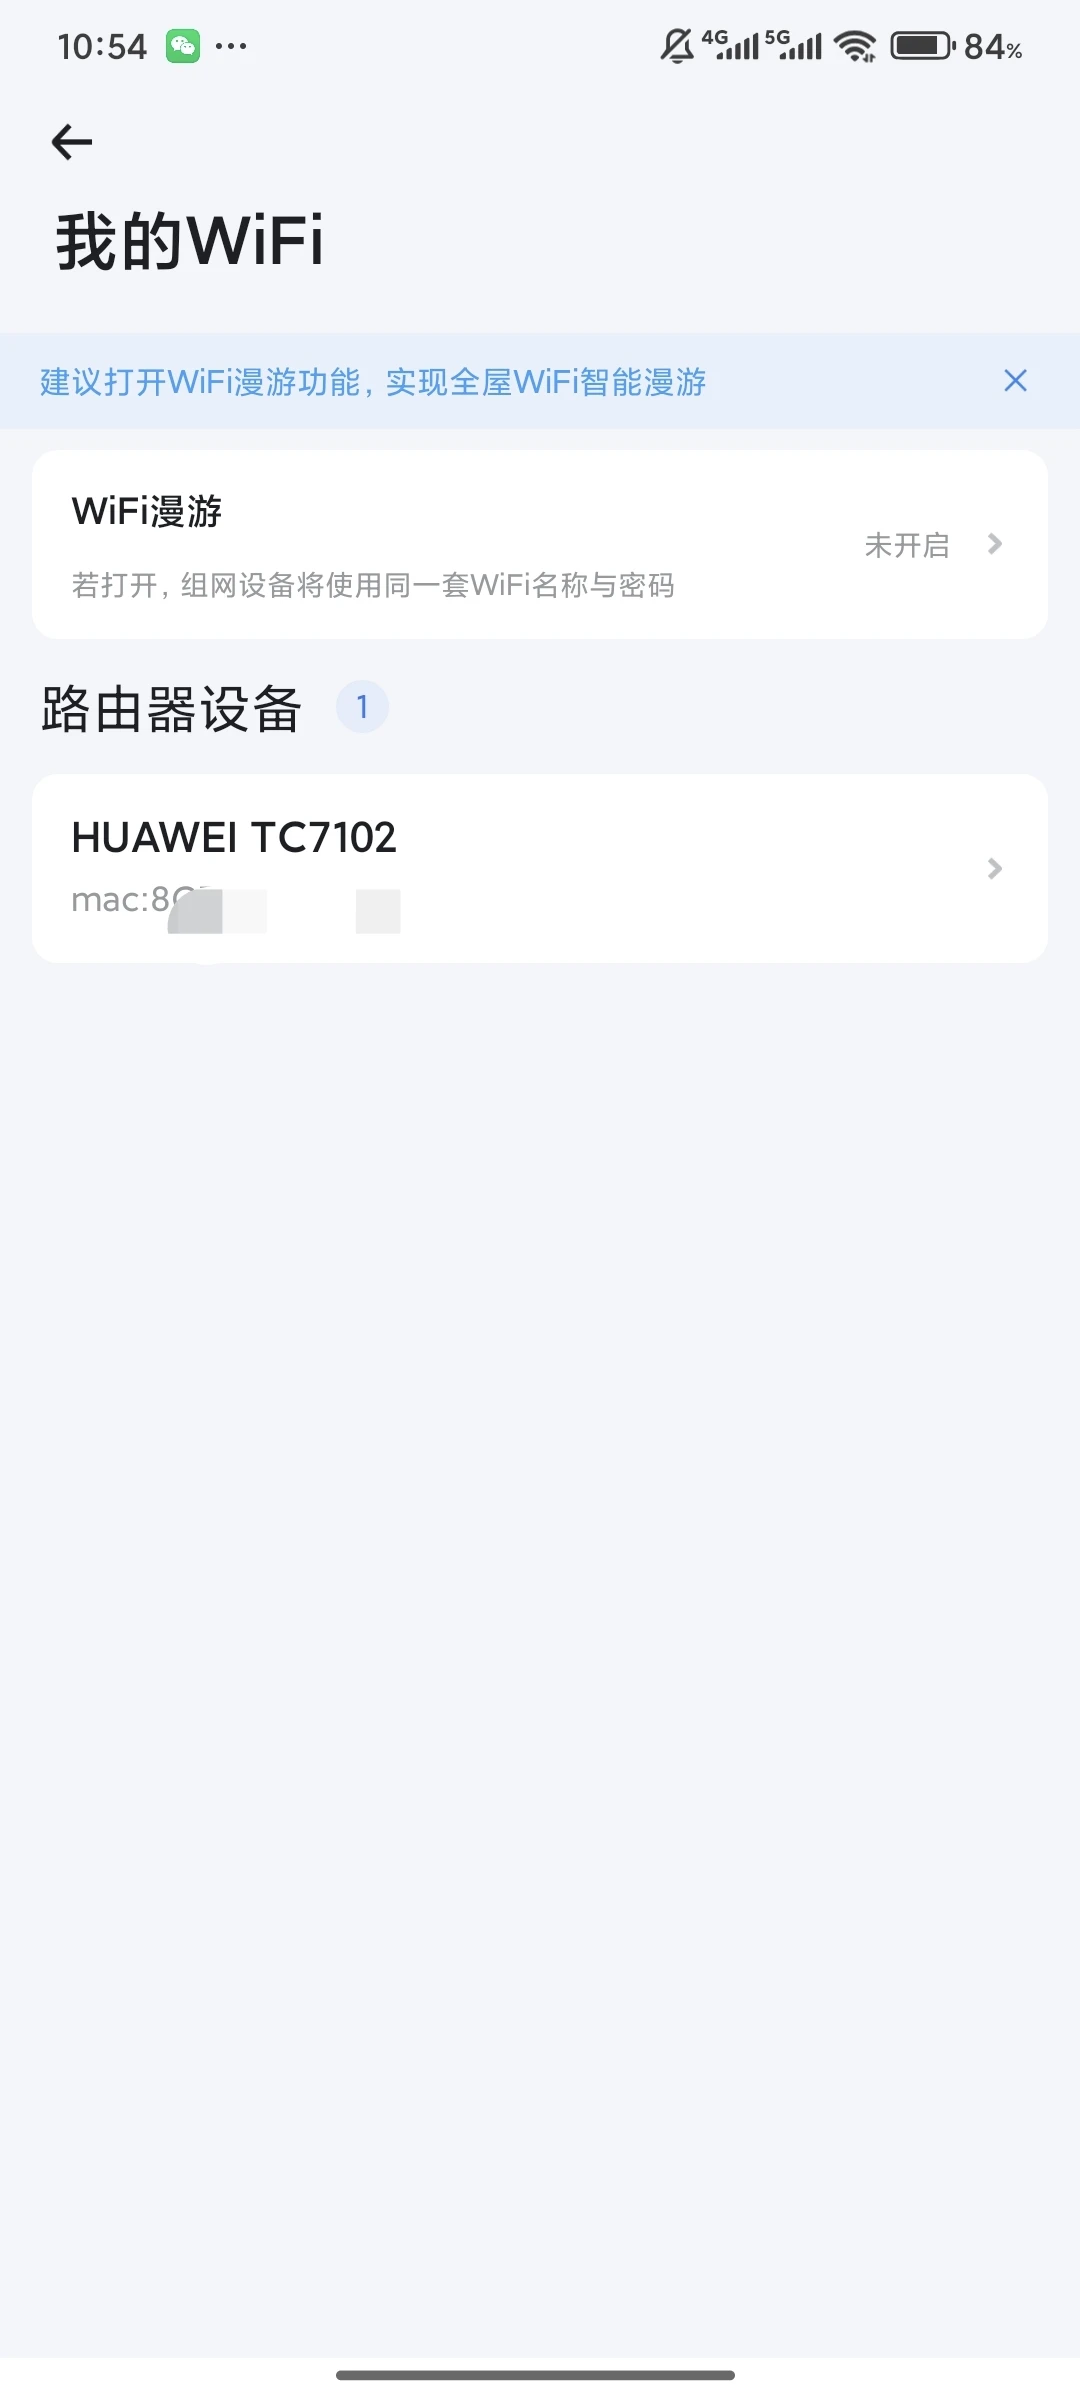 10:54 ··· 4G 5G 84%
我的WiFi
建议打开WiFi漫游功能，实现全屋WiFi智能漫游
WiFi漫游
未开启
若打开，组网设备将使用同一套WiFi名称与密码
路由器设备 1
HUAWEI TC7102
mac:8